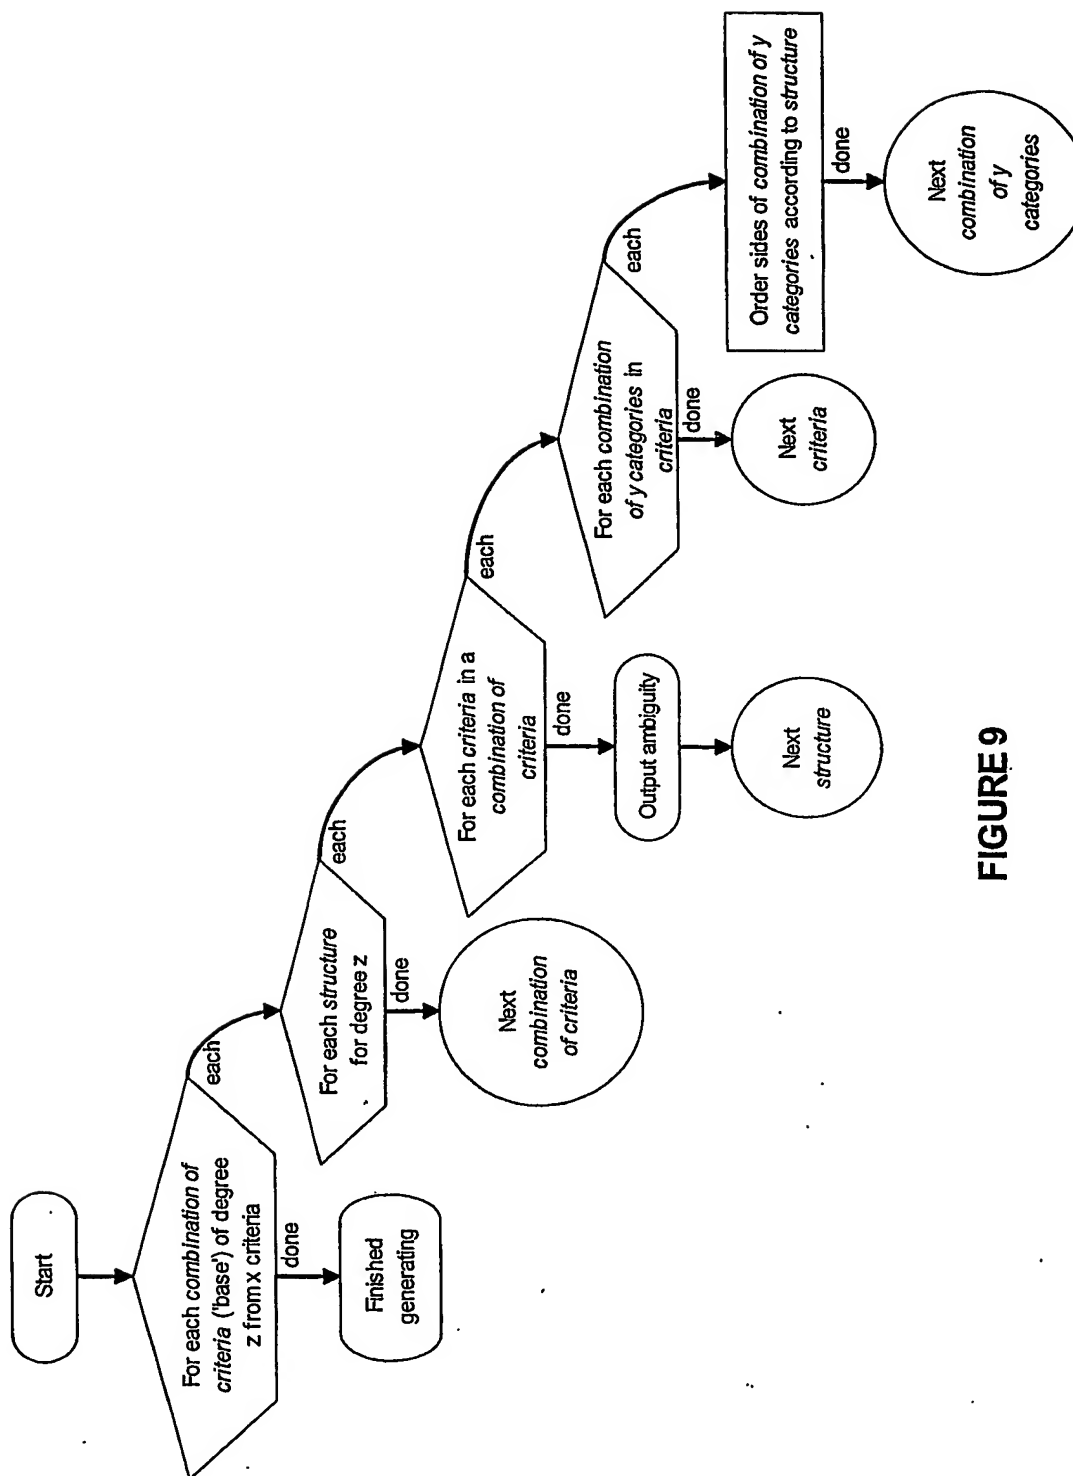 Start
For each combination of
criteria ('base') of degree
z from x criteria
each
done
Finished
generating
For each structure
for degree z
each
done
Next
combination
of criteria
For each criteria in a
combination of
criteria
each
done
Output ambiguity
Next
structure
For each combination
of y categories in
criteria
each
done
Next
criteria
Order sides of combination of y
categories according to structure
done
Next
combination
of y
categories
FIGURE 9